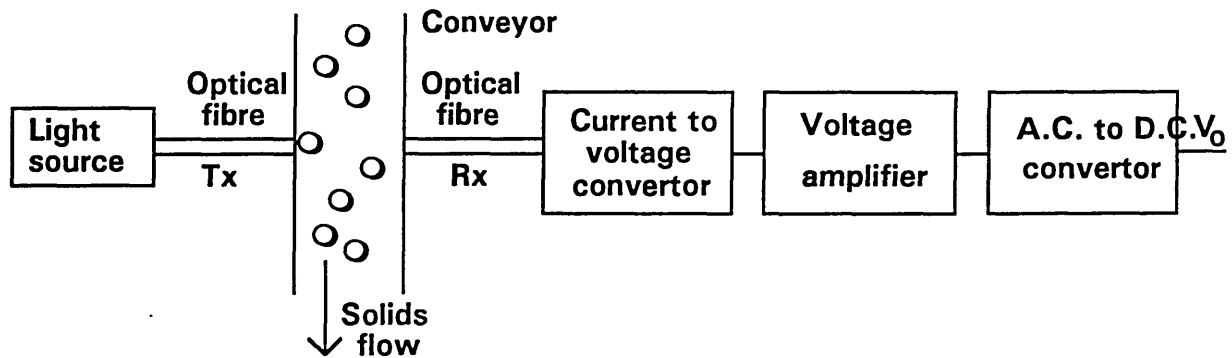 Conveyor
Optical
fibre
Optical
fibre
Light
source
Tx
Rx
Current to
voltage
convertor
Voltage
amplifier
A.C. to D.C.
convertor
V₀
Solids
flow